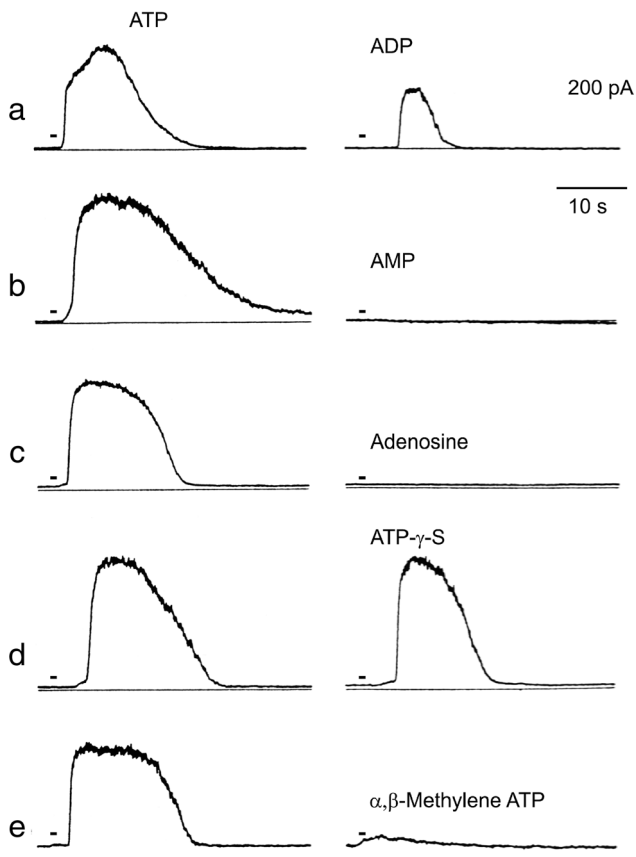 ATP
ADP
200 pA
a
10 s
AMP
b
Adenosine
c
ATP-γ-S
d
α,β-Methylene ATP
e